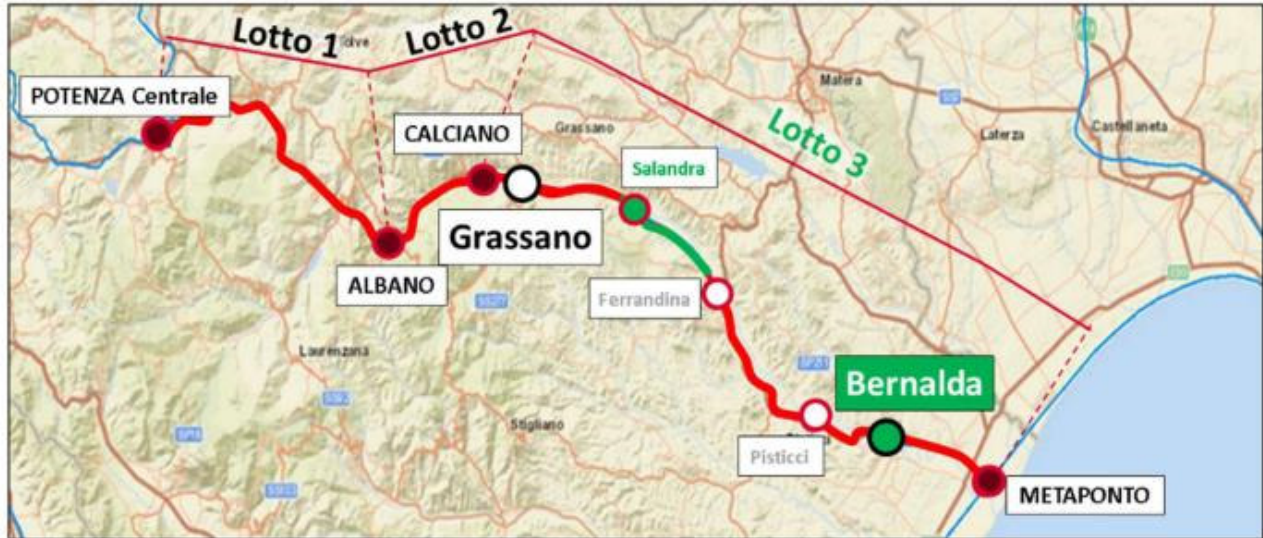 Lotto 1
Lotto 2
POTENZA Centrale
CALCIANO
Grassano
Matera
Laterza
Castellaneta
Lotto 3
Salandra
Grassano
ALBANO
Ferrandina
Laurenzana
Bernalda
Stigliano
Pisticci
METAPONTO